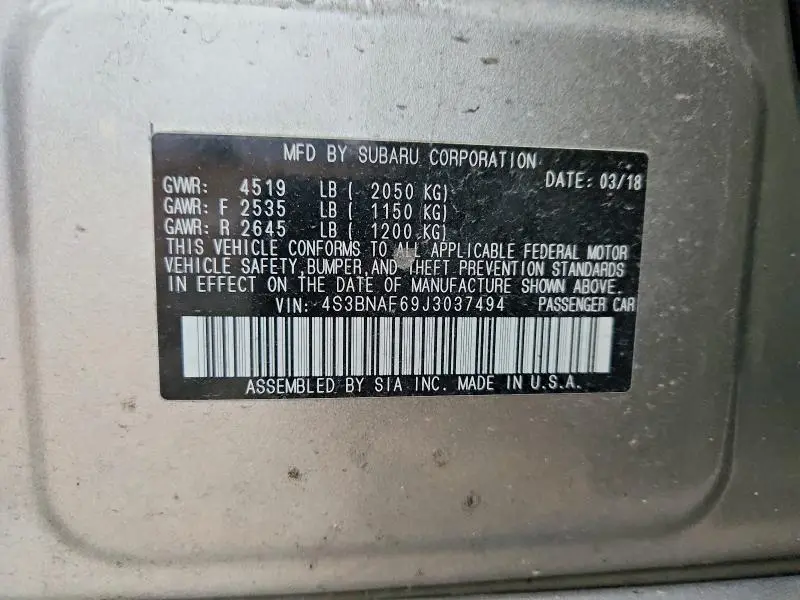 MFD BY SUBARU CORPORATION
DATE: 03/18
GVWR: 4519 LB ( 2050 KG)
GAWR: F 2535 LB ( 1150 KG)
GAWR: R 2645 LB ( 1200 KG)
THIS VEHICLE CONFORMS TO ALL APPLICABLE FEDERAL MOTOR
VEHICLE SAFETY, BUMPER, AND THEFT PREVENTION STANDARDS
IN EFFECT ON THE DATE OF MANUFACTURE SHOWN ABOVE.
VIN: 4S3BNAF69J3037494 PASSENGER CAR
ASSEMBLED BY SIA INC. MADE IN U.S.A.